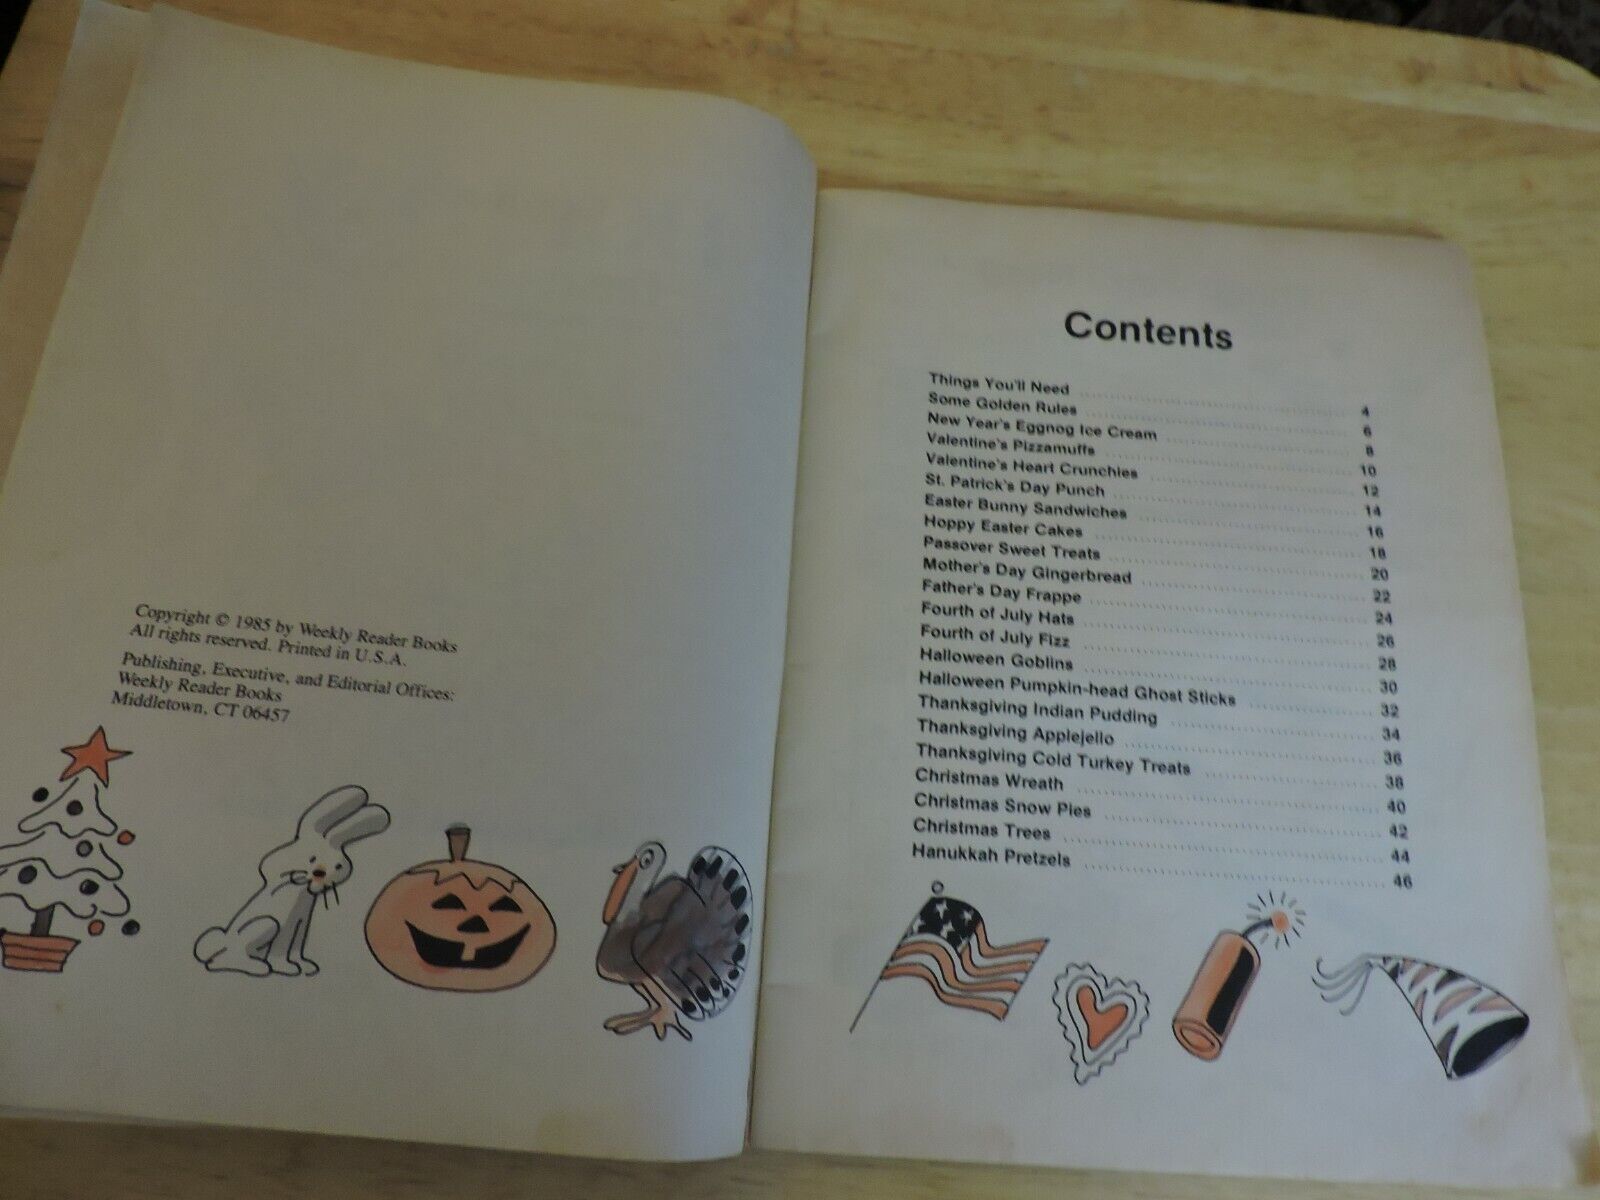 Copyright © 1985 by Weekly Reader Books
All rights reserved. Printed in U.S.A.
Publishing, Executive, and Editorial Offices:
Weekly Reader Books
Middletown, CT 06457
Contents
Things You'll Need 4
Some Golden Rules 6
New Year's Eggnog Ice Cream 8
Valentine's Pizzamuffs 10
Valentine's Heart Crunchies 12
St. Patrick's Day Punch 14
Easter Bunny Sandwiches 16
Hoppy Easter Cakes 18
Passover Sweet Treats 20
Mother's Day Gingerbread 22
Father's Day Frappe 24
Fourth of July Hats 26
Fourth of July Fizz 28
Halloween Goblins 30
Halloween Pumpkin-head Ghost Sticks 32
Thanksgiving Indian Pudding 34
Thanksgiving Applejello 36
Thanksgiving Cold Turkey Treats 38
Christmas Wreath 40
Christmas Snow Pies 42
Christmas Trees 44
Hanukkah Pretzels 46